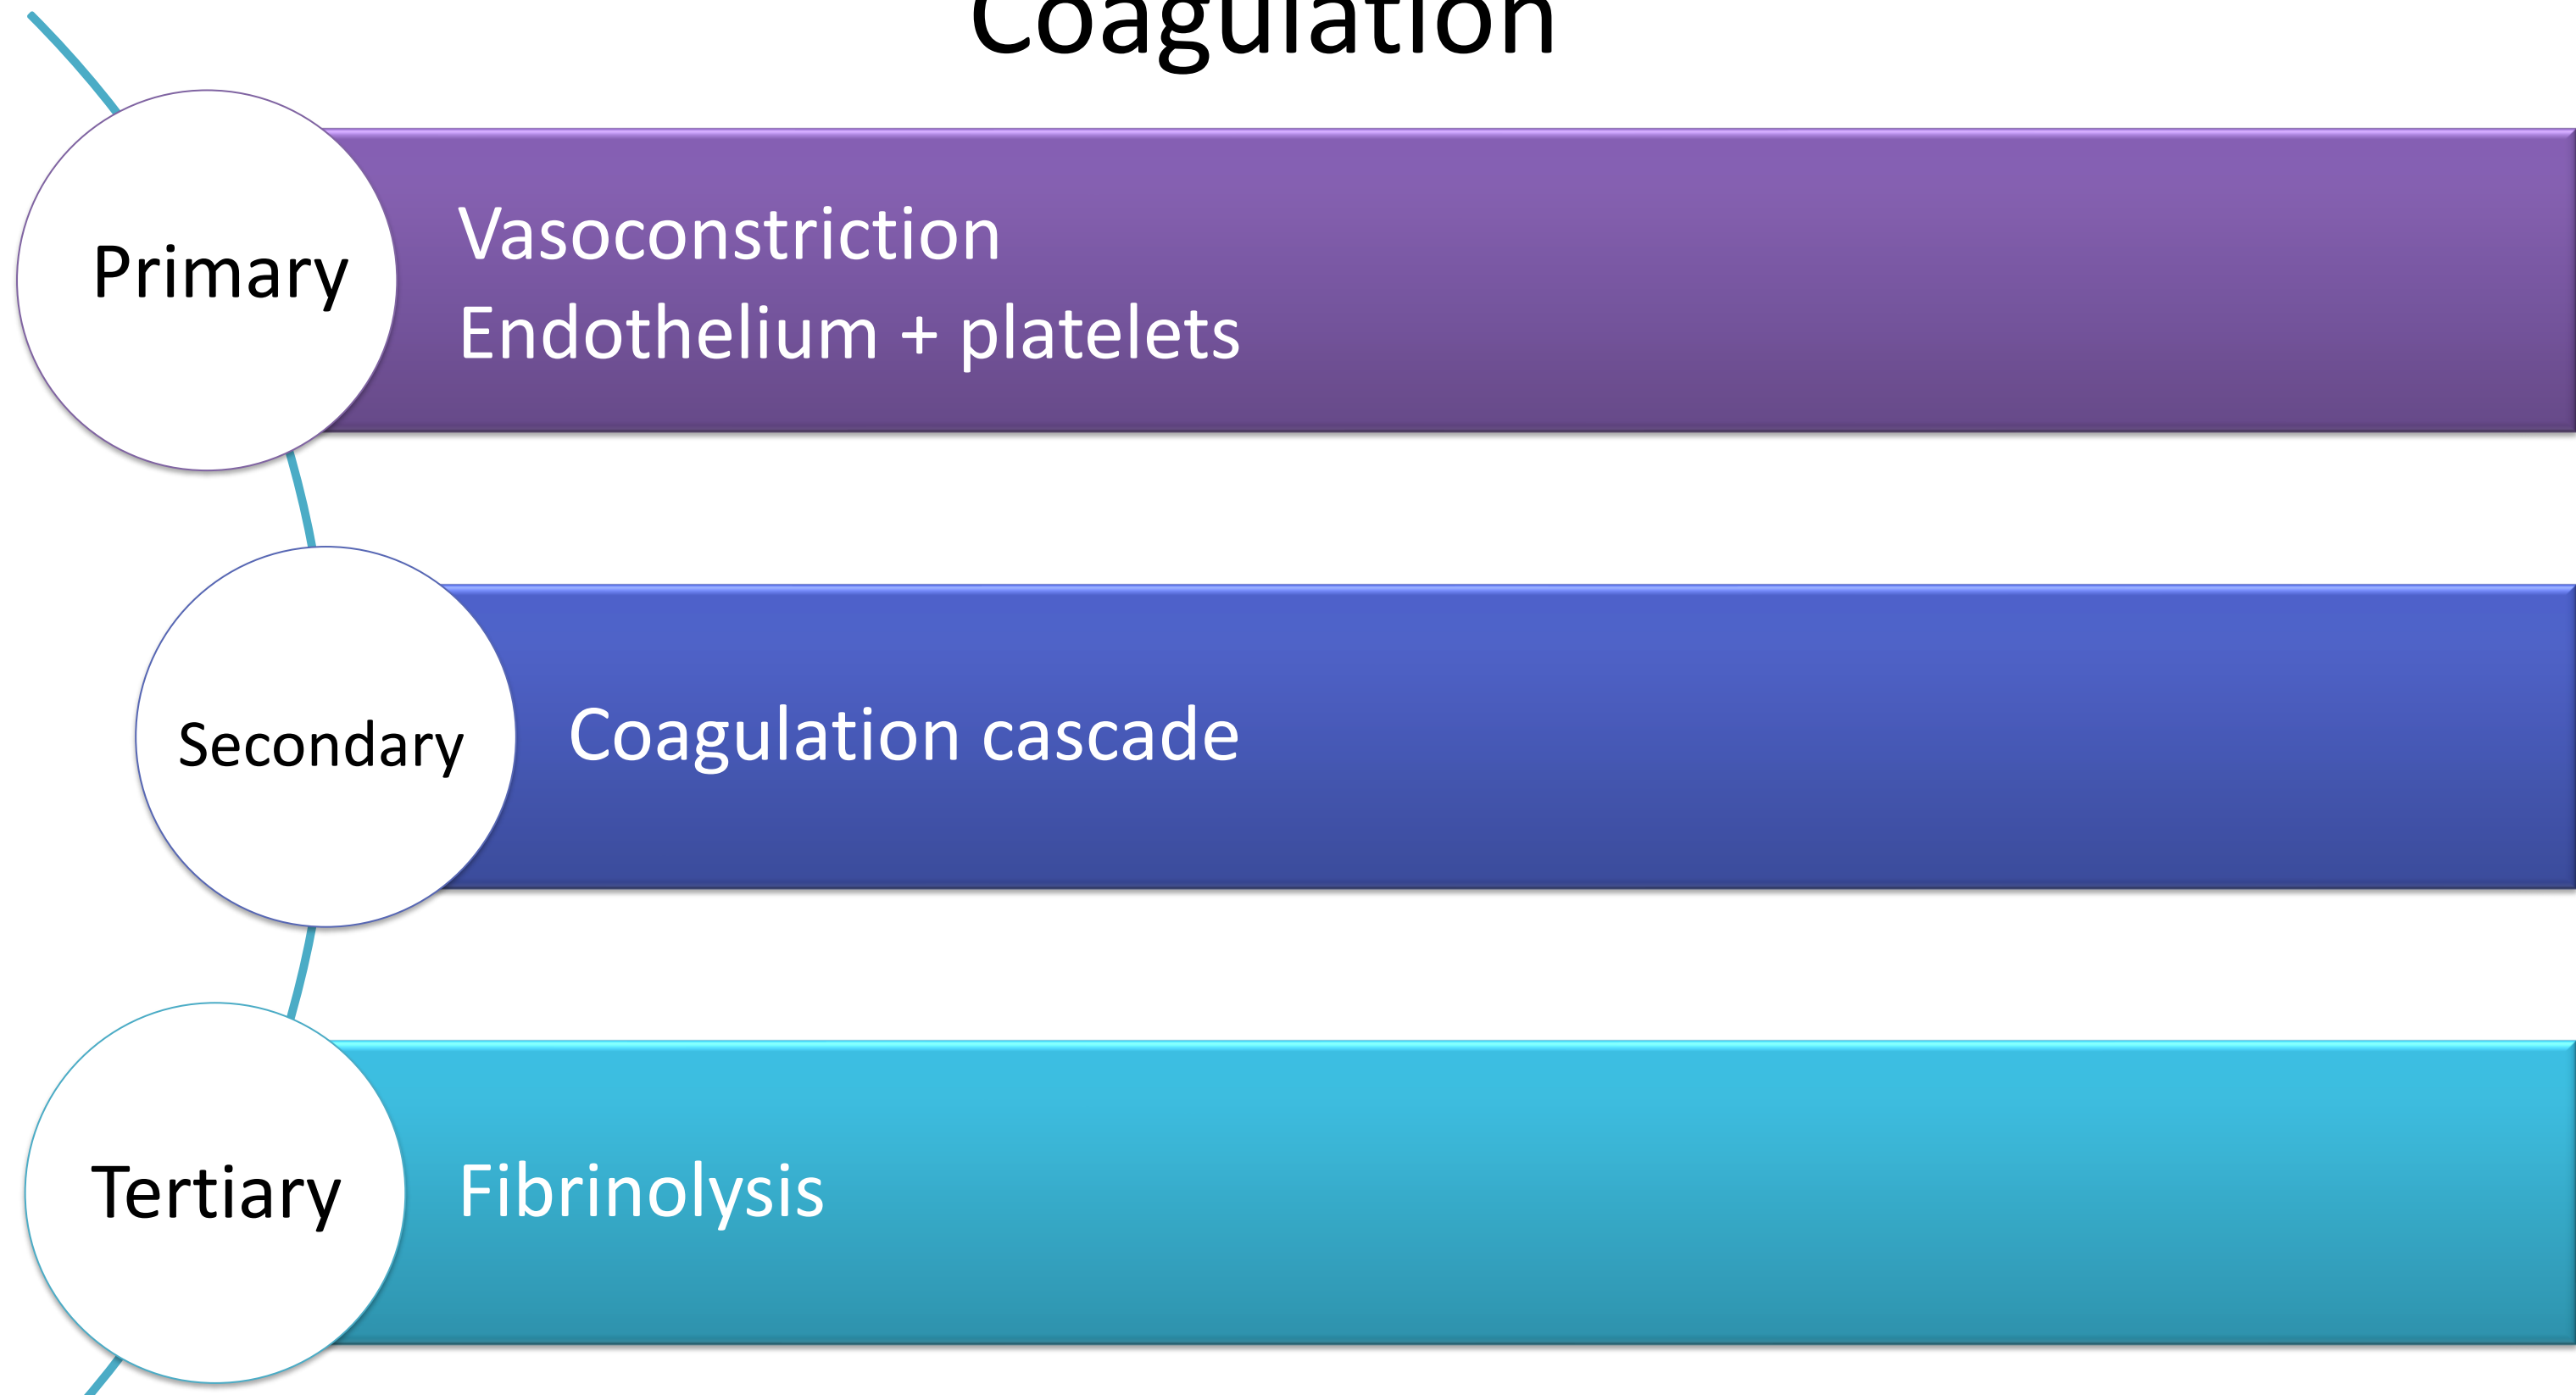 Coagulation
Primary
Vasoconstriction
Endothelium + platelets
Secondary
Coagulation cascade
Tertiary
Fibrinolysis